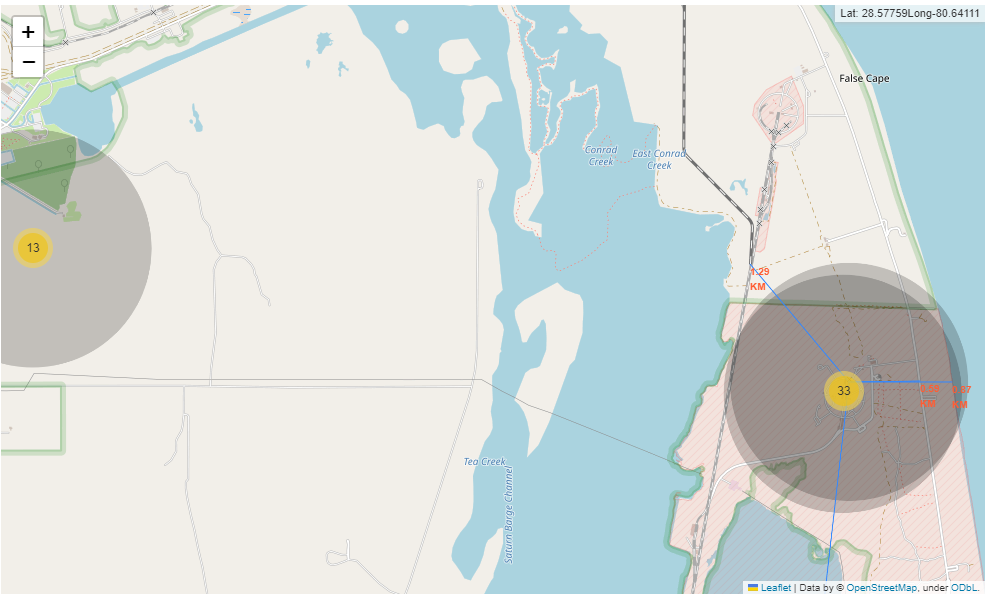 +
Lat: 28.57759Long-80.64111
−
False Cape
Conrad
Creek
East Conrad
Creek
13
1.29
KM
33
KM
KM
Tea Creek
Saturn Barge Channel
Leaflet | Data by © OpenStreetMap, under ODbL.